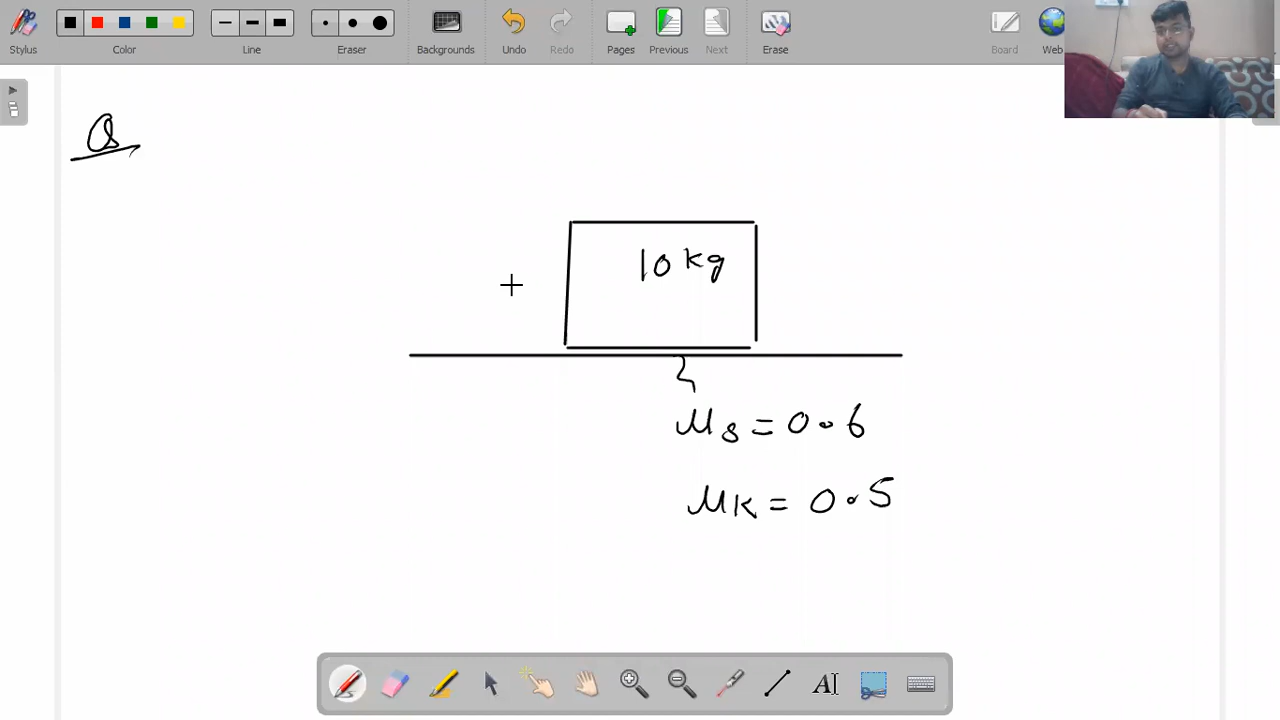 Stylus
Color
Line
Eraser
Backgrounds
Undo
Redo
Pages
Previous
Next
Erase
Board
Web
Q
10 kg
μs = 0.6
μk = 0.5
AI